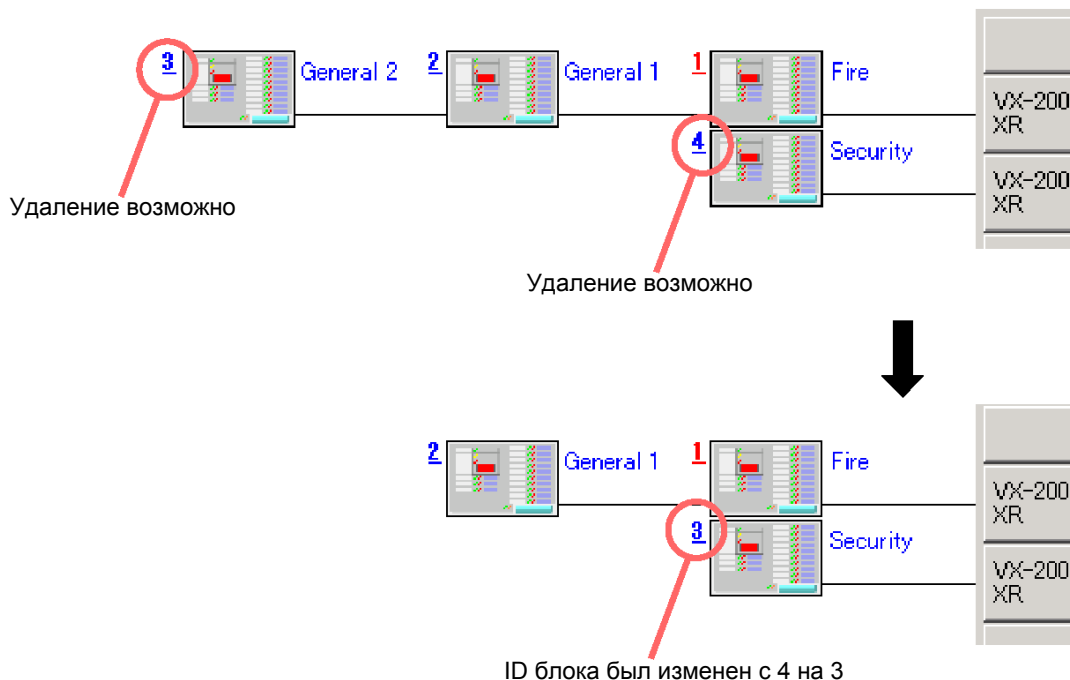 3 General 2 2 General 1 1 Fire
VX-200
XR
4 Security
VX-200
XR
Удаление возможно
Удаление возможно
2 General 1 1 Fire
VX-200
XR
3 Security
VX-200
XR
ID блока был изменен с 4 на 3